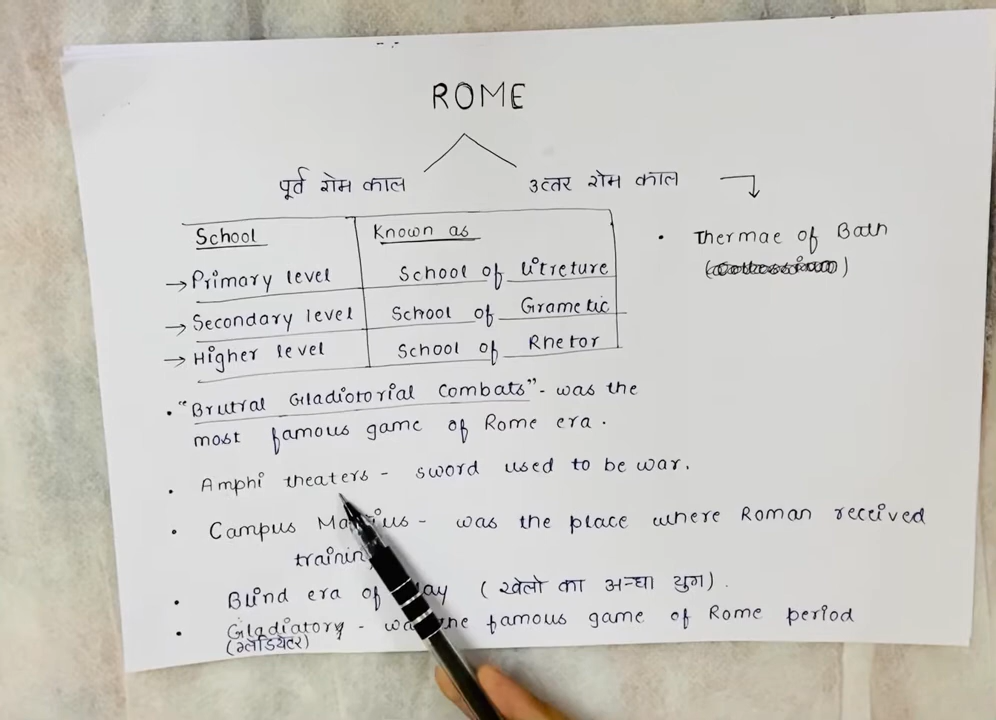 ROME
पूर्व रोम काल
उत्तर रोम काल
School Known as
→ Primary level School of litreture
→ Secondary level School of Grametic
→ Higher level School of Rhetor
• Thermae of Bath
• "Brutral Gladiotorial Combats" - was the
most famous game of Rome era.
• Amphi theaters - sword used to be war.
• Campus - was the place where Roman received
• Blind era of (खेलो का अन्धा युग).
• Gladiatory - the famous game of Rome period
(ग्लेडियेटर)